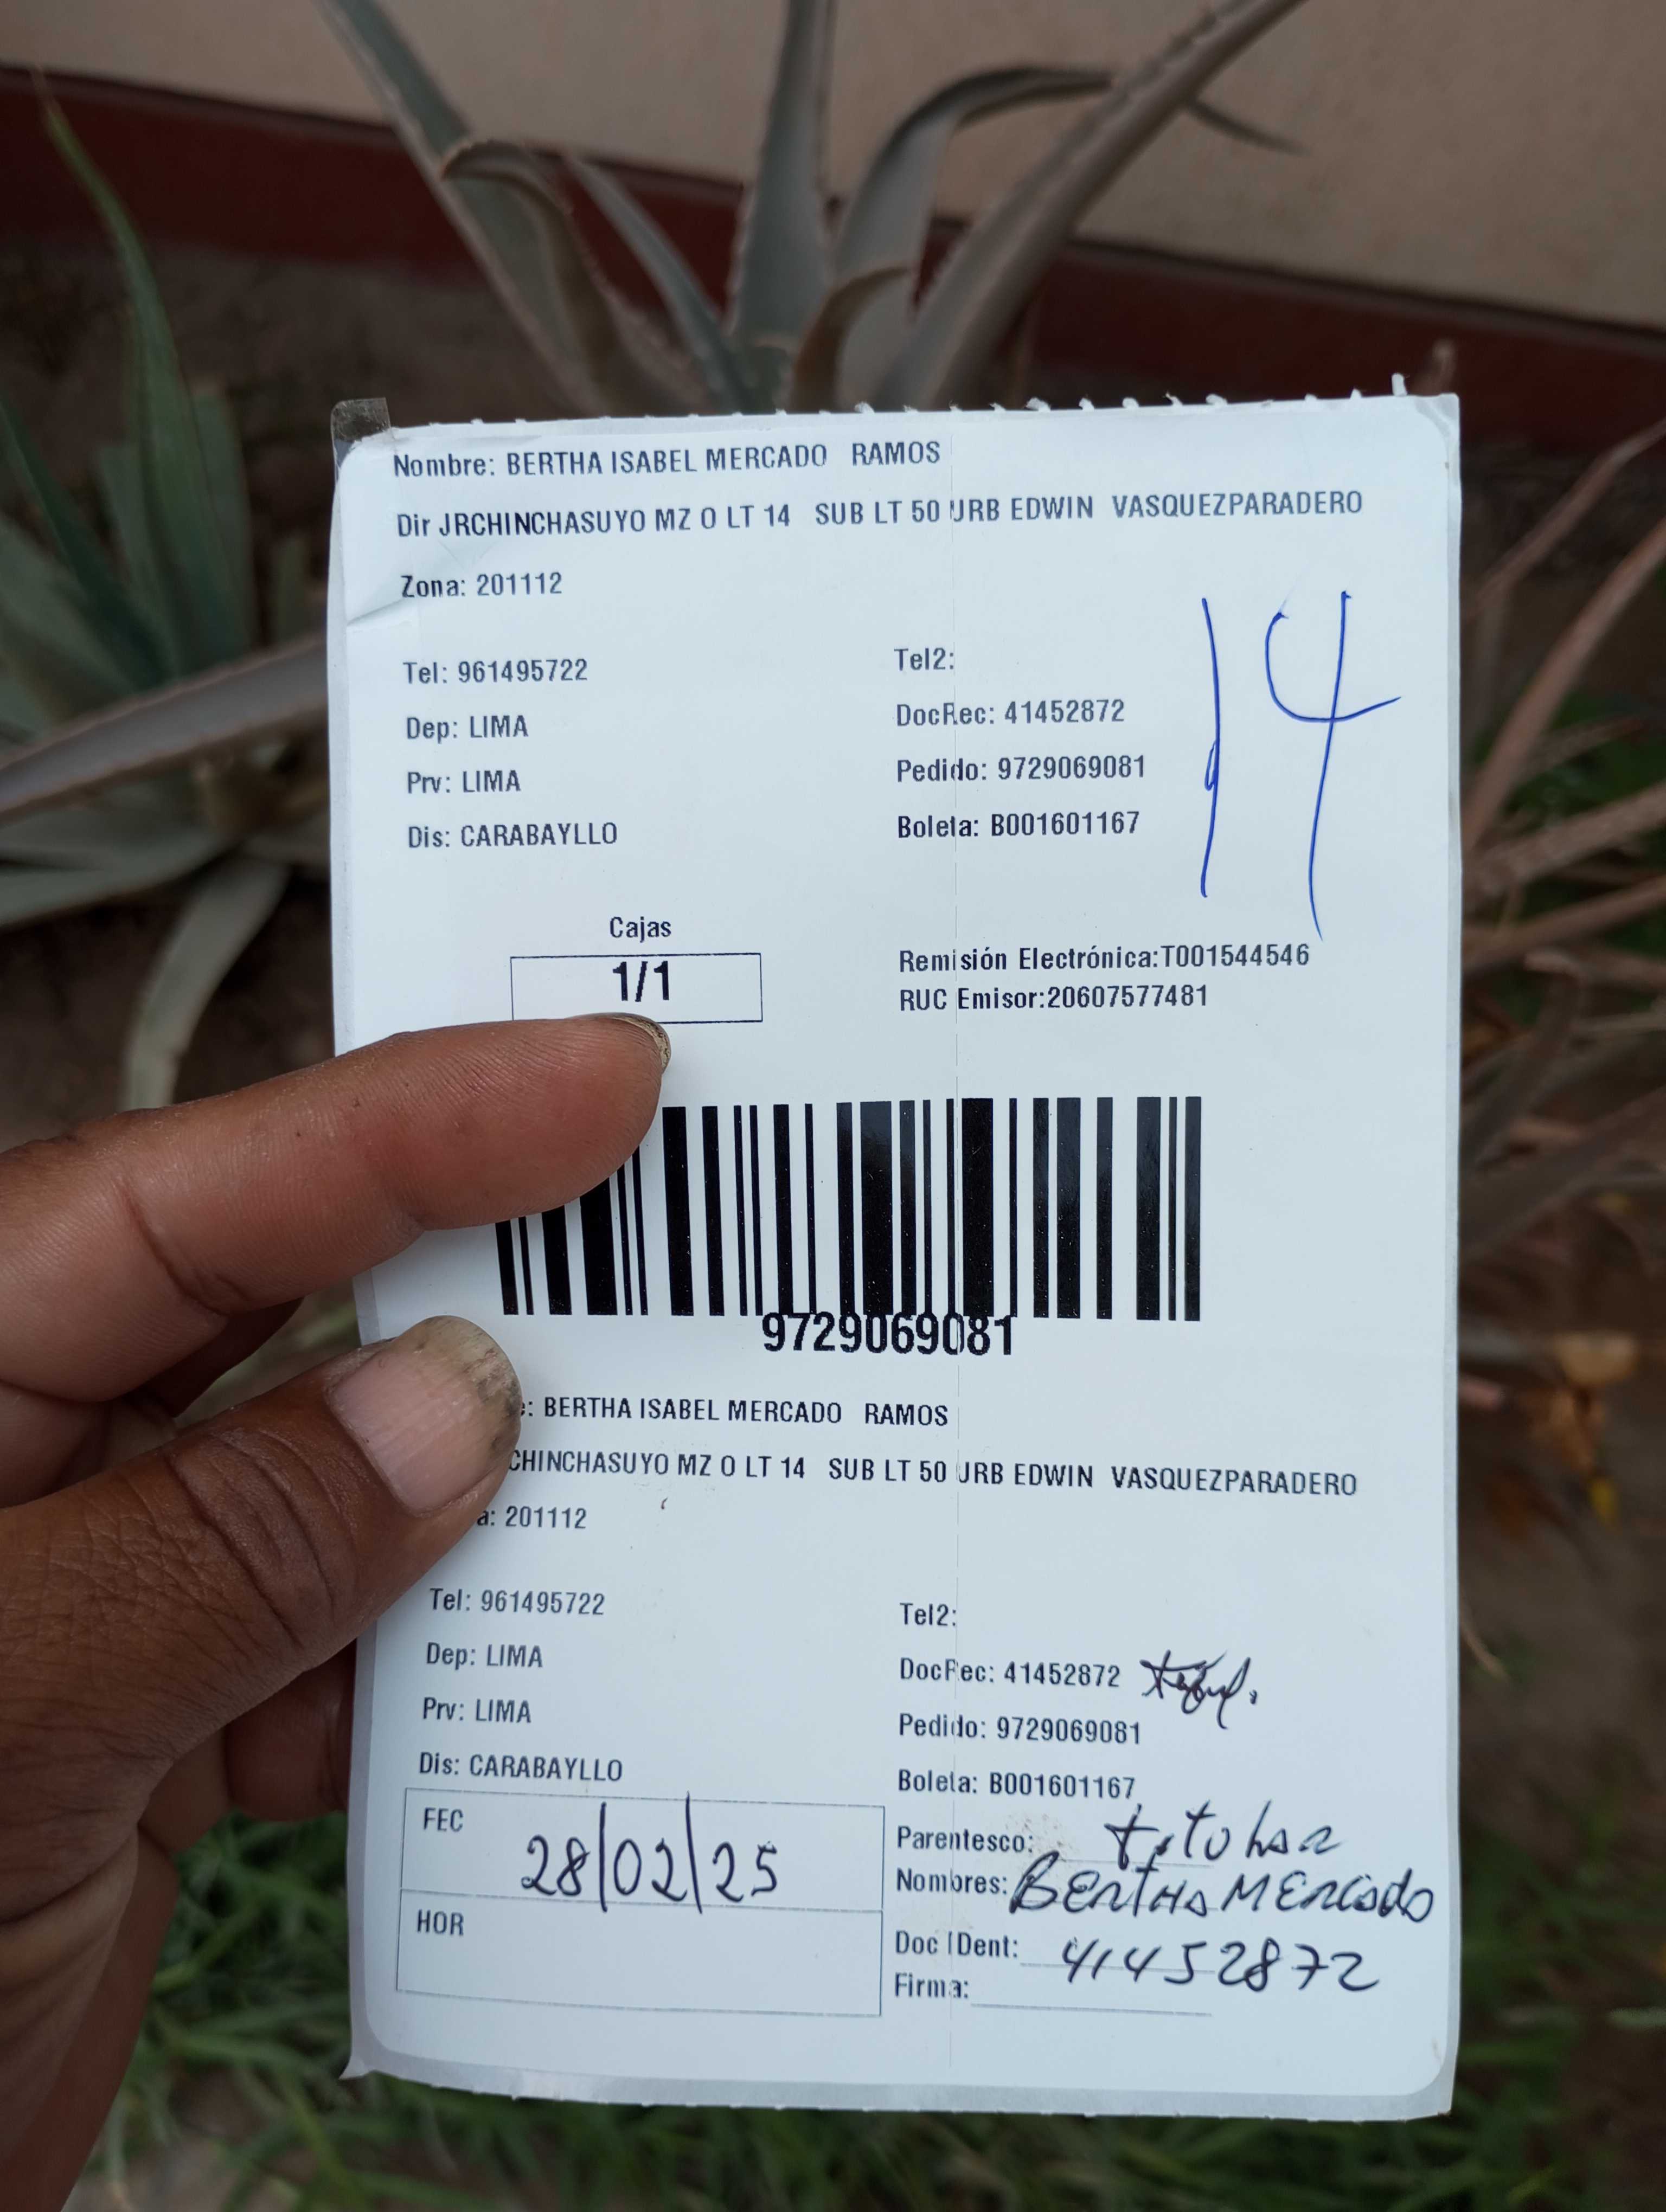 Nombre: BERTHA ISABEL MERCADO RAMOS
Dir JRCHINCHASUYO MZ O LT 14 SUB LT 50 URB EDWIN VASQUEZPARADERO
Zona: 201112
14
Tel: 961495722 Tel2:
Dep: LIMA DocRec: 41452872
Prv: LIMA Pedido: 9729069081
Dis: CARABAYLLO Boleta: B001601167
Cajas
1/1
Remisión Electrónica:T001544546
RUC Emisor:20607577481
9729069081
e: BERTHA ISABEL MERCADO RAMOS
CHINCHASUYO MZ O LT 14 SUB LT 50 URB EDWIN VASQUEZPARADERO
a: 201112
Tel: 961495722 Tel2:
Dep: LIMA DocRec: 41452872
Prv: LIMA Pedido: 9729069081
Dis: CARABAYLLO Boleta: B001601167
FEC 28/02/25
HOR
Parentesco: titular
Nombres: BERTHA MERCADO
Doc IDent: 41452872
Firma: